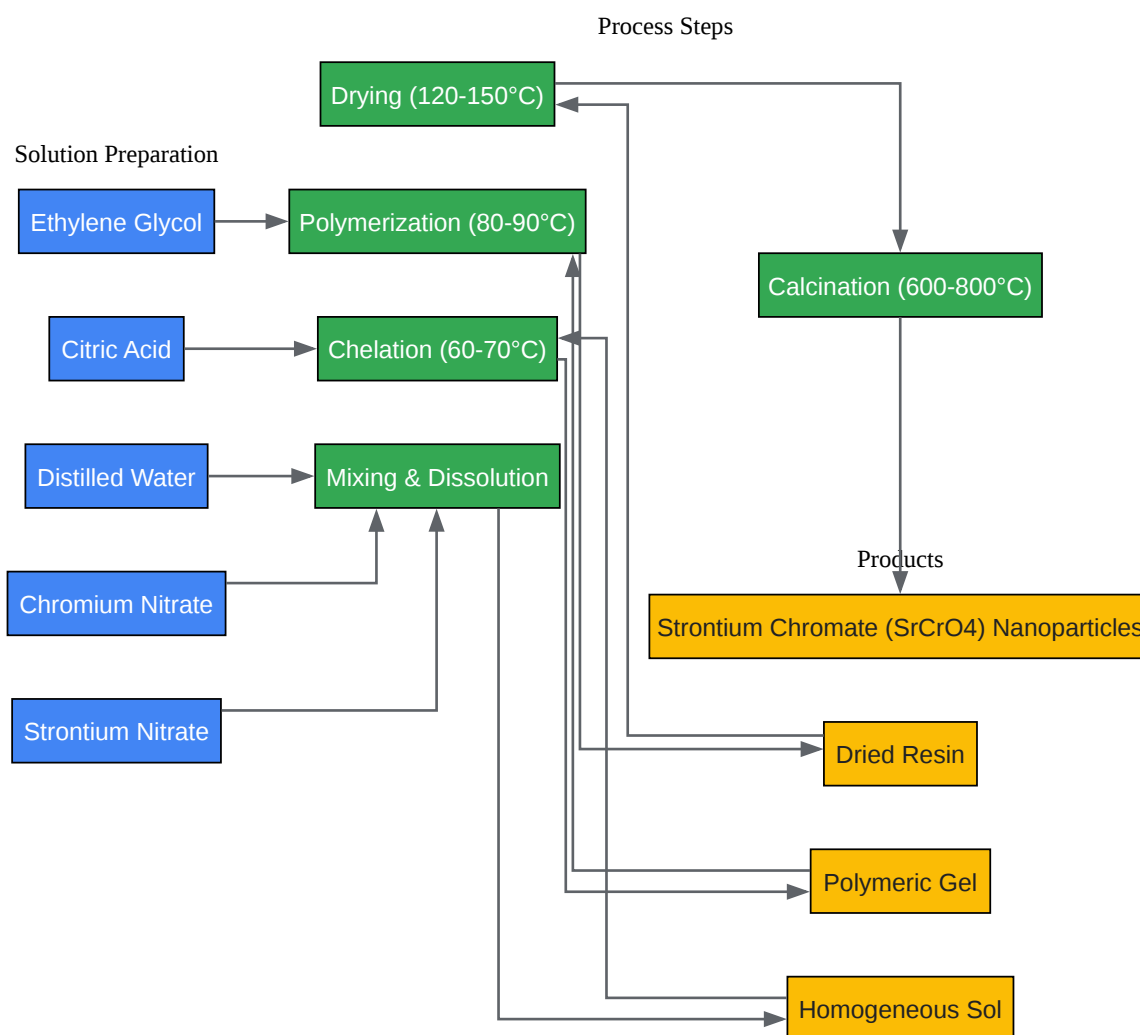 Process Steps
Drying (120-150°C)
Solution Preparation
Ethylene Glycol
Polymerization (80-90°C)
Calcination (600-800°C)
Citric Acid
Chelation (60-70°C)
Distilled Water
Mixing & Dissolution
Products
Chromium Nitrate
Strontium Chromate (SrCrO4) Nanoparticles
Strontium Nitrate
Dried Resin
Polymeric Gel
Homogeneous Sol